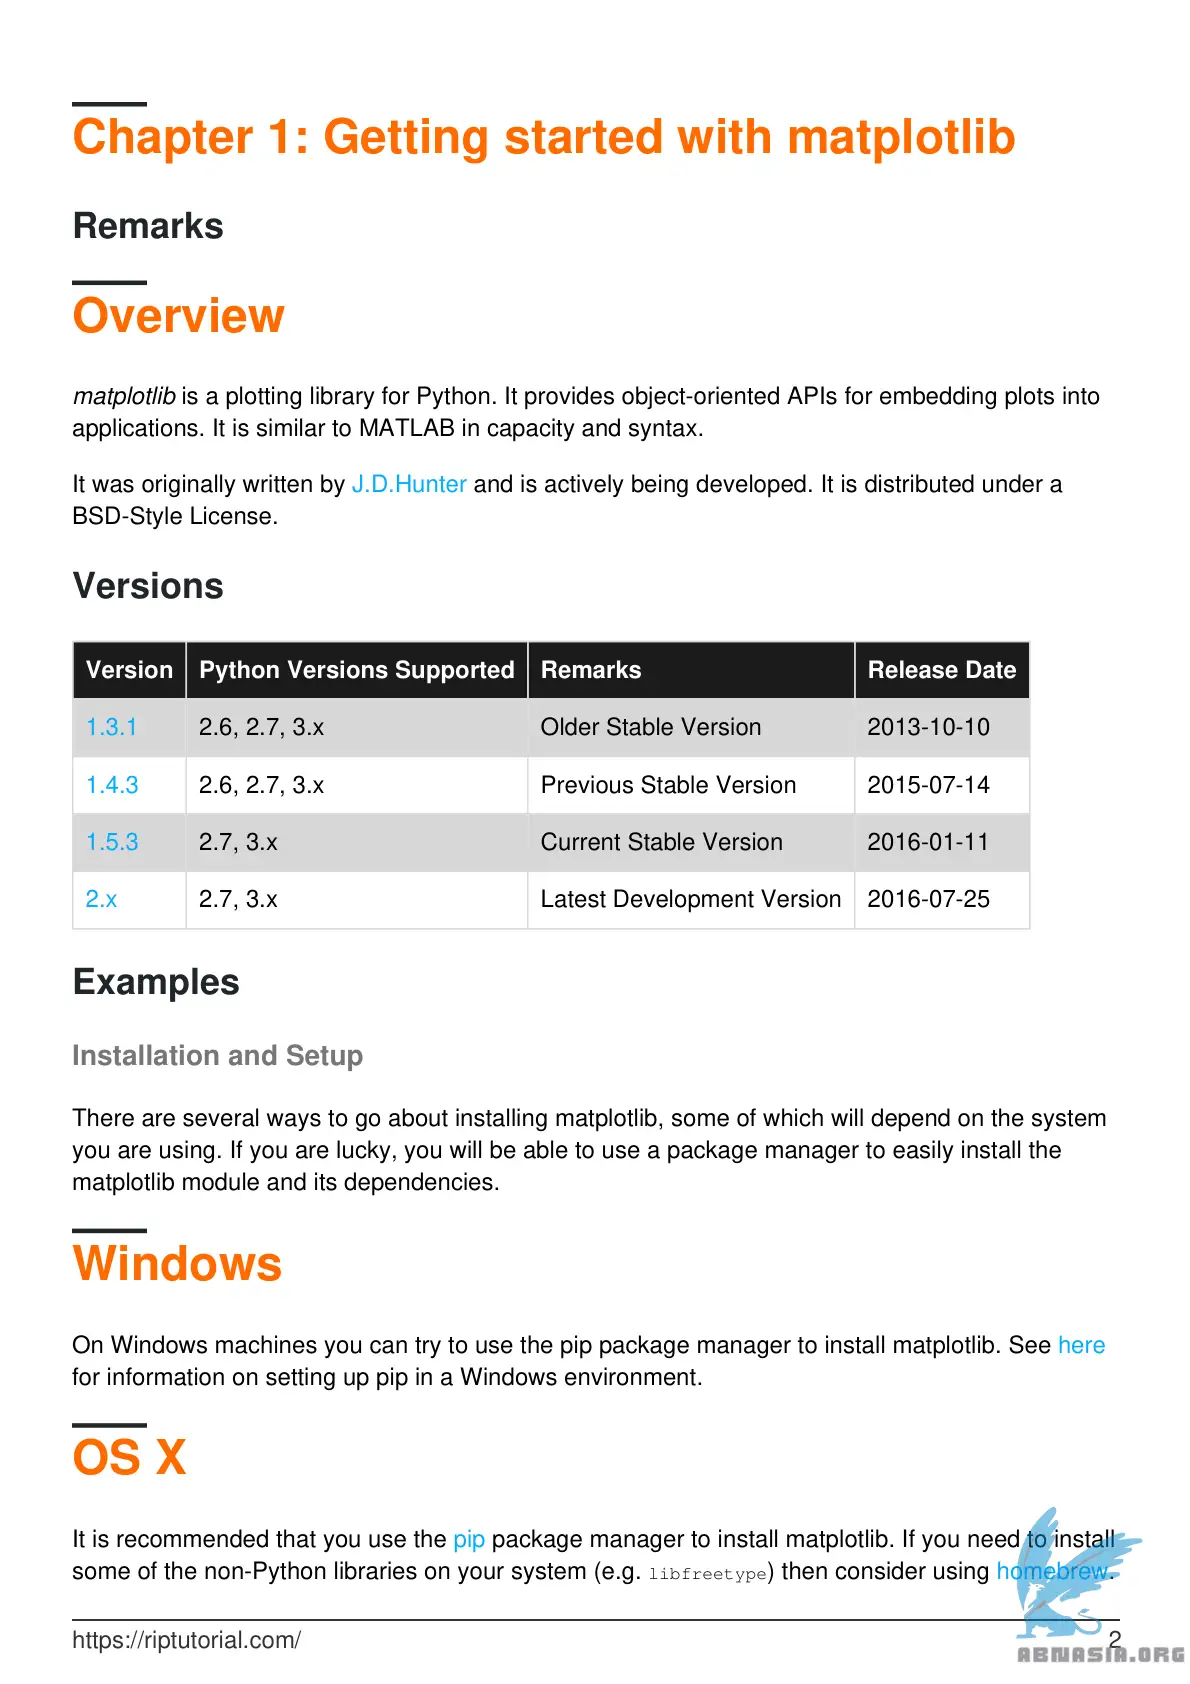 Chapter 1: Getting started with matplotlib
Remarks
Overview
matplotlib is a plotting library for Python. It provides object-oriented APIs for embedding plots into
applications. It is similar to MATLAB in capacity and syntax.
It was originally written by J.D.Hunter and is actively being developed. It is distributed under a
BSD-Style License.
Versions
Version Python Versions Supported Remarks Release Date
1.3.1 2.6, 2.7, 3.x Older Stable Version 2013-10-10
1.4.3 2.6, 2.7, 3.x Previous Stable Version 2015-07-14
1.5.3 2.7, 3.x Current Stable Version 2016-01-11
2.x 2.7, 3.x Latest Development Version 2016-07-25
Examples
Installation and Setup
There are several ways to go about installing matplotlib, some of which will depend on the system
you are using. If you are lucky, you will be able to use a package manager to easily install the
matplotlib module and its dependencies.
Windows
On Windows machines you can try to use the pip package manager to install matplotlib. See here
for information on setting up pip in a Windows environment.
OS X
It is recommended that you use the pip package manager to install matplotlib. If you need to install
some of the non-Python libraries on your system (e.g. libfreetype) then consider using homebrew.
https://riptutorial.com/ 2
ABNASIA.ORG